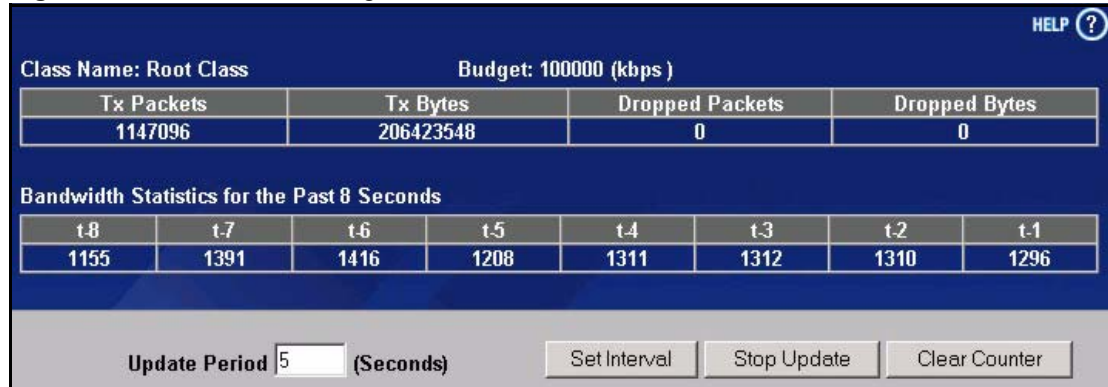 HELP ?
Class Name: Root Class Budget: 100000 (kbps )
Tx Packets Tx Bytes Dropped Packets Dropped Bytes
1147096 206423548 0 0
Bandwidth Statistics for the Past 8 Seconds
t-8 t-7 t-6 t-5 t-4 t-3 t-2 t-1
1155 1391 1416 1208 1311 1312 1310 1296
Update Period 5 (Seconds) Set Interval Stop Update Clear Counter